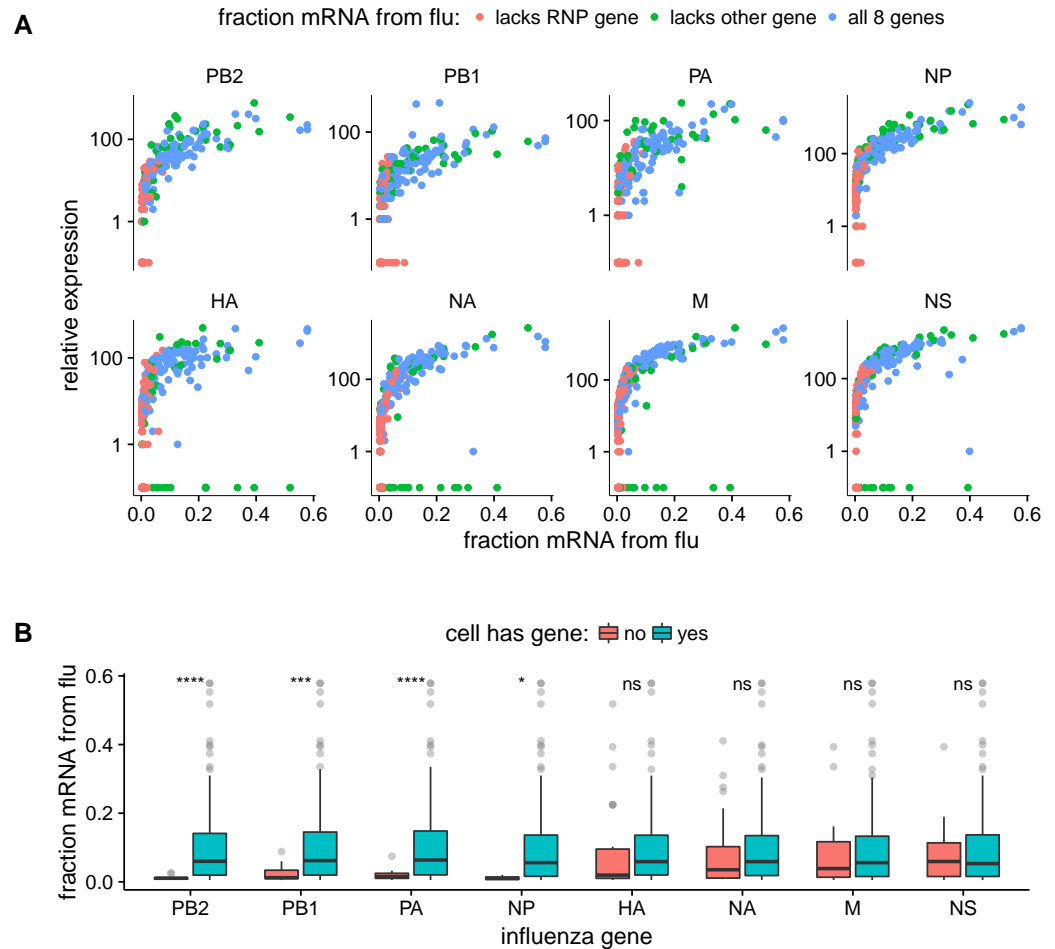 A
fraction mRNA from flu: lacks RNP gene lacks other gene all 8 genes
PB2 PB1 PA NP
100 100 100 100
1 1 1 1
HA NA M NS
100 100 100 100
1 1 1 1
relative expression
0.0 0.2 0.4 0.6 0.0 0.2 0.4 0.6 0.0 0.2 0.4 0.6 0.0 0.2 0.4 0.6
fraction mRNA from flu
B
cell has gene: no yes
fraction mRNA from flu
0.6
**** *** **** * ns ns ns ns
0.4
0.2
0.0
PB2 PB1 PA NP HA NA M NS
influenza gene